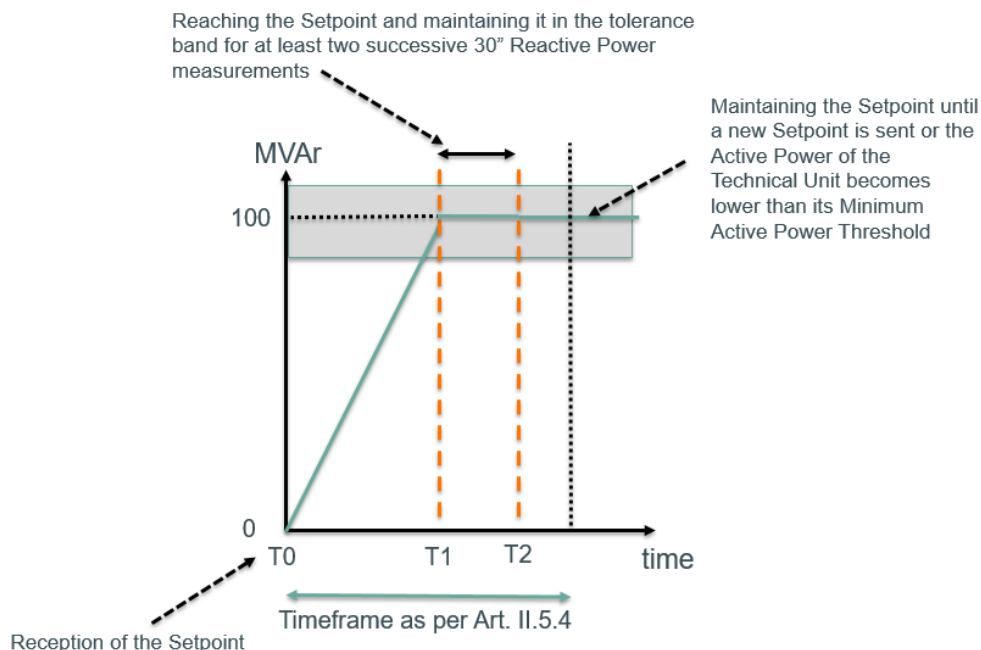 Reaching the Setpoint and maintaining it in the tolerance
band for at least two successive 30” Reactive Power
measurements
Maintaining the Setpoint until
a new Setpoint is sent or the
Active Power of the
Technical Unit becomes
lower than its Minimum
Active Power Threshold
MVAr
100
0
T0
T1
T2
time
Timeframe as per Art. II.5.4
Reception of the Setpoint